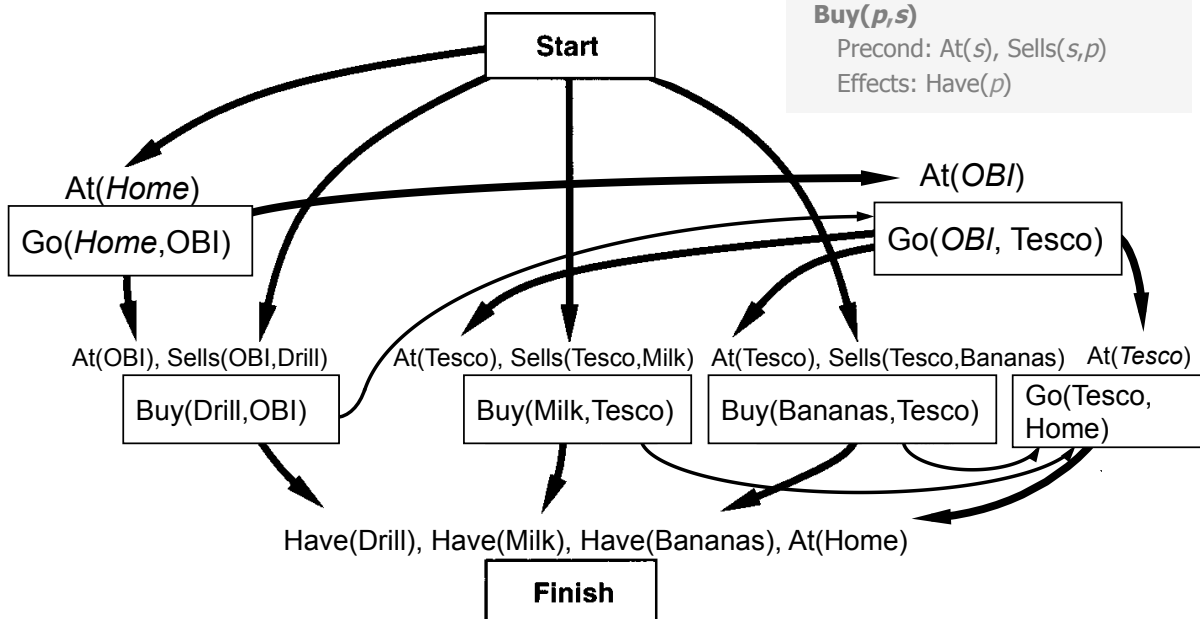 Buy(p,s)
Precond: At(s), Sells(s,p)
Effects: Have(p)
Start
At(Home)
At(OBI)
Go(Home,OBI)
Go(OBI, Tesco)
At(OBI), Sells(OBI,Drill)
At(Tesco), Sells(Tesco,Milk)
At(Tesco), Sells(Tesco,Bananas)
At(Tesco)
Buy(Drill,OBI)
Buy(Milk,Tesco)
Buy(Bananas,Tesco)
Go(Tesco,
Home)
Have(Drill), Have(Milk), Have(Bananas), At(Home)
Finish